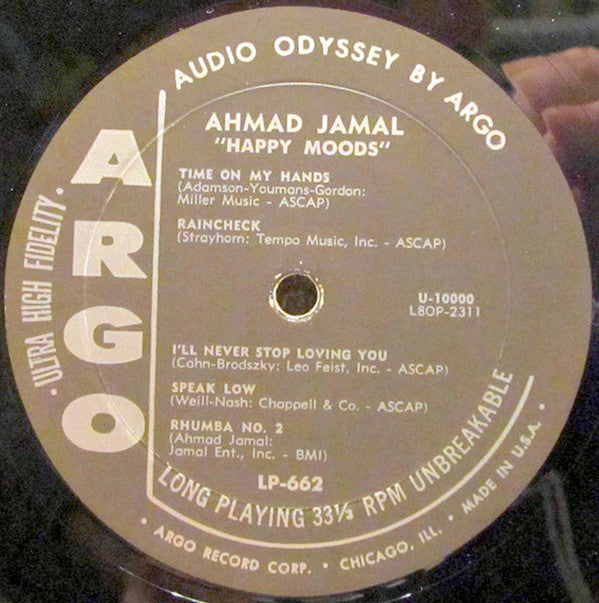 AUDIO ODYSSEY BY ARGO
AHMAD JAMAL
"HAPPY MOODS"
TIME ON MY HANDS
(Adamson-Youmans-Gordon:
Miller Music - ASCAP)
RAINCHECK
(Strayhorn: Tempo Music, Inc. - ASCAP)
U-10000
L8OP-2311
I'LL NEVER STOP LOVING YOU
(Cahn-Brodszky: Leo Feist, Inc. - ASCAP)
SPEAK LOW
(Weill-Nash: Chappell & Co. - ASCAP)
RHUMBA NO. 2
(Ahmad Jamal:
Jamal Ent., Inc. - BMI)
LP-662
ARGO
• ULTRA HIGH FIDELITY •
LONG PLAYING 33⅓ RPM UNBREAKABLE
• ARGO RECORD CORP. • CHICAGO, ILL. • MADE IN U.S.A. •